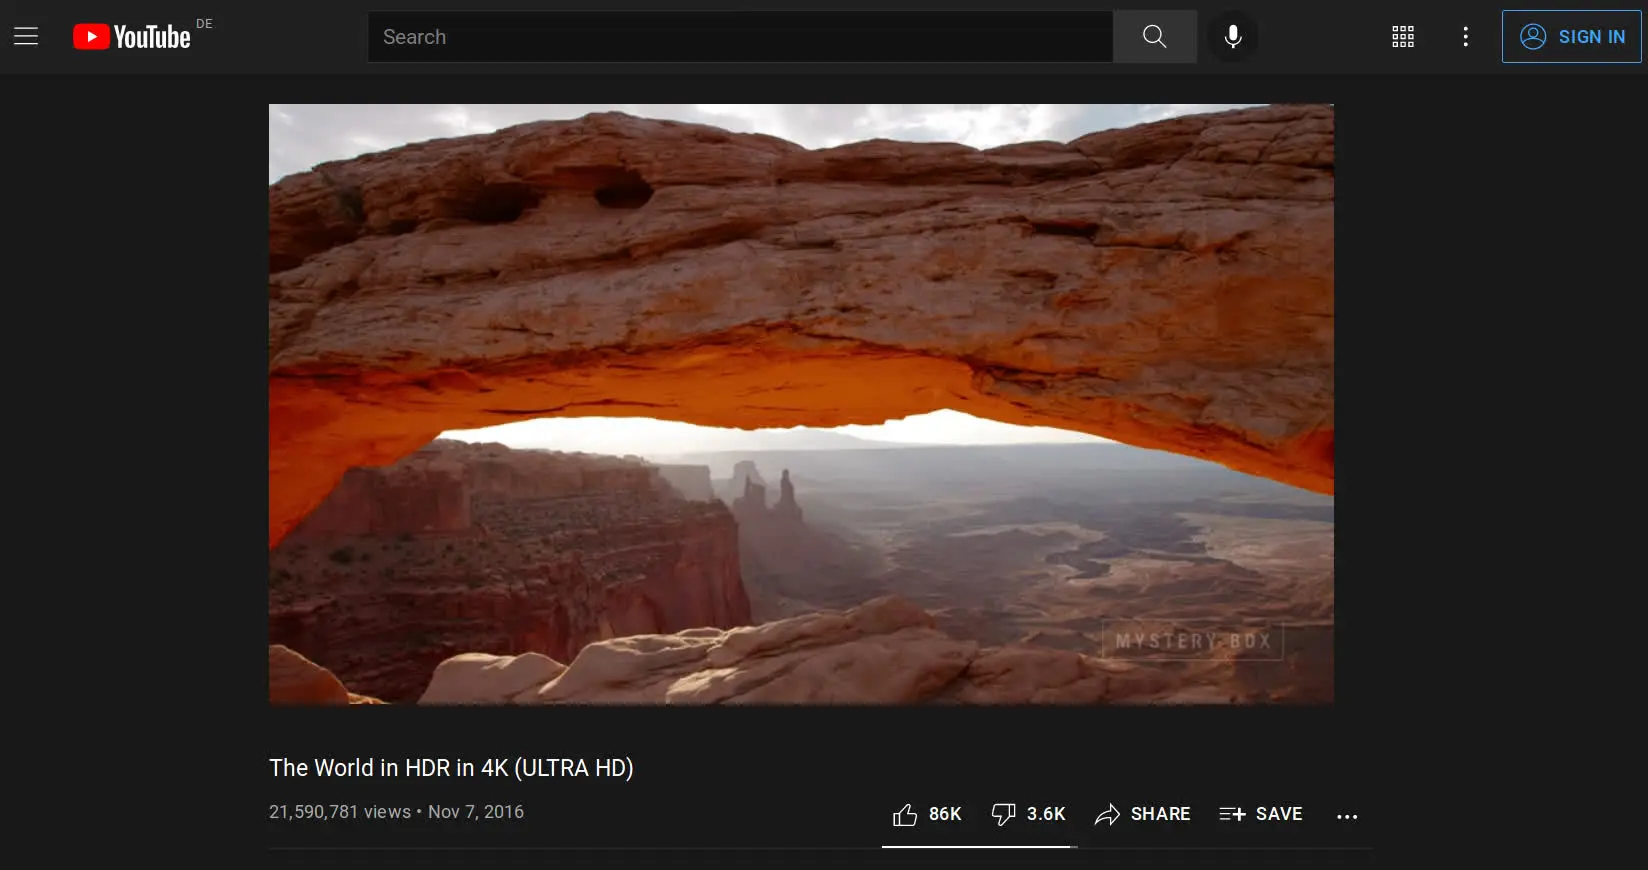 YouTube DE
Search
SIGN IN
MYSTERY BOX
The World in HDR in 4K (ULTRA HD)
21,590,781 views • Nov 7, 2016
86K 3.6K SHARE SAVE ...